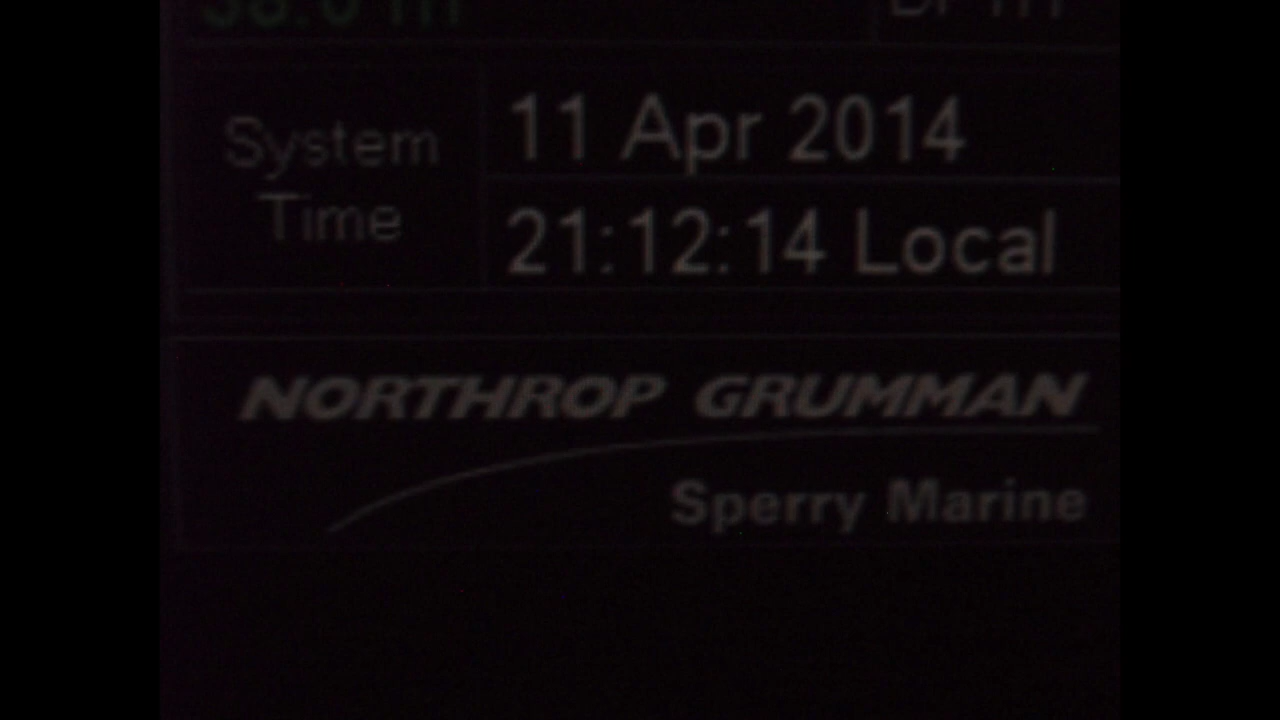 System Time
11 Apr 2014
21:12:14 Local
NORTHROP GRUMMAN
Sperry Marine